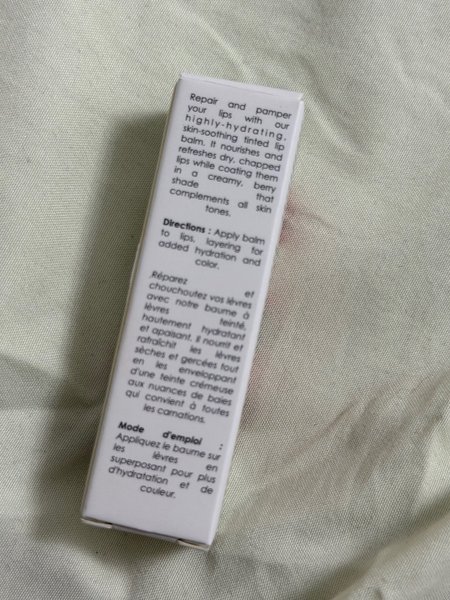 Repair and pamper
your lips with our
highly-hydrating,
skin-soothing tinted lip
balm. It nourishes and
refreshes dry, chapped
lips while coating them
in a creamy, berry
shade that
complements all skin
tones.
Directions : Apply balm
to lips, layering for
added hydration and
color.
.Réparez et
chouchoutez vos lèvres
avec notre baume à
lèvres teinté,
hautement hydratant
et apaisant. Il nourrit et
rafraîchit les lèvres
sèches et gercées tout
en les enveloppant
d'une teinte crémeuse
aux nuances de baies
qui convient à toutes
les carnations.
Mode d'emploi :
Appliquez le baume sur
les lèvres en
superposant pour plus
d'hydratation et de
couleur.